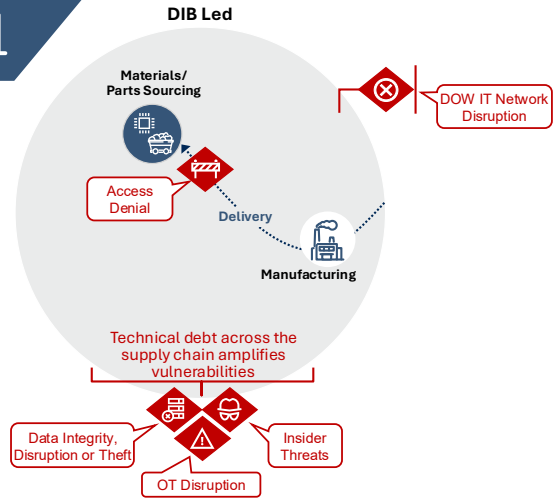 1
DIB Led
Materials/
Parts Sourcing
DOW IT Network
Disruption
Access
Denial
Delivery
Manufacturing
Technical debt across the
supply chain amplifies
vulnerabilities
Data Integrity,
Disruption or Theft
Insider
Threats
OT Disruption